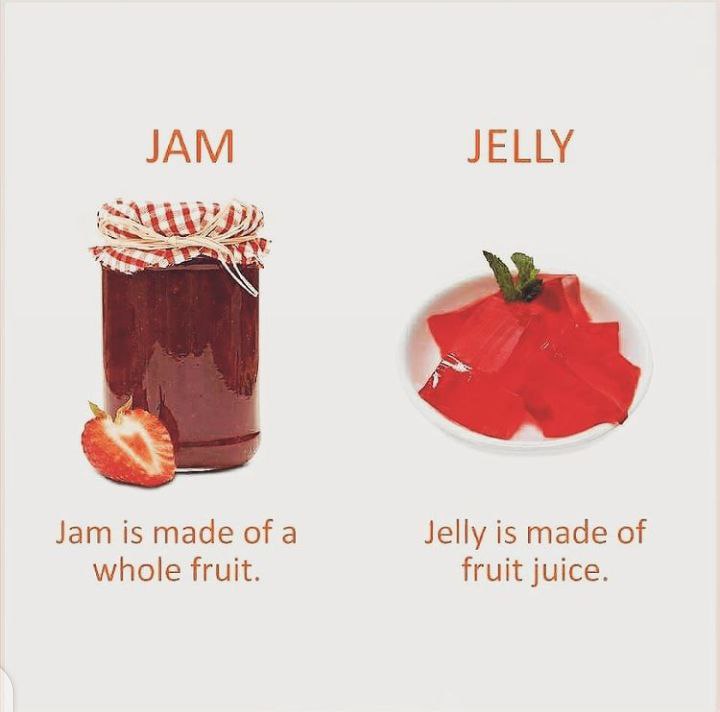 JAM
JELLY
Jam is made of a
whole fruit.
Jelly is made of
fruit juice.